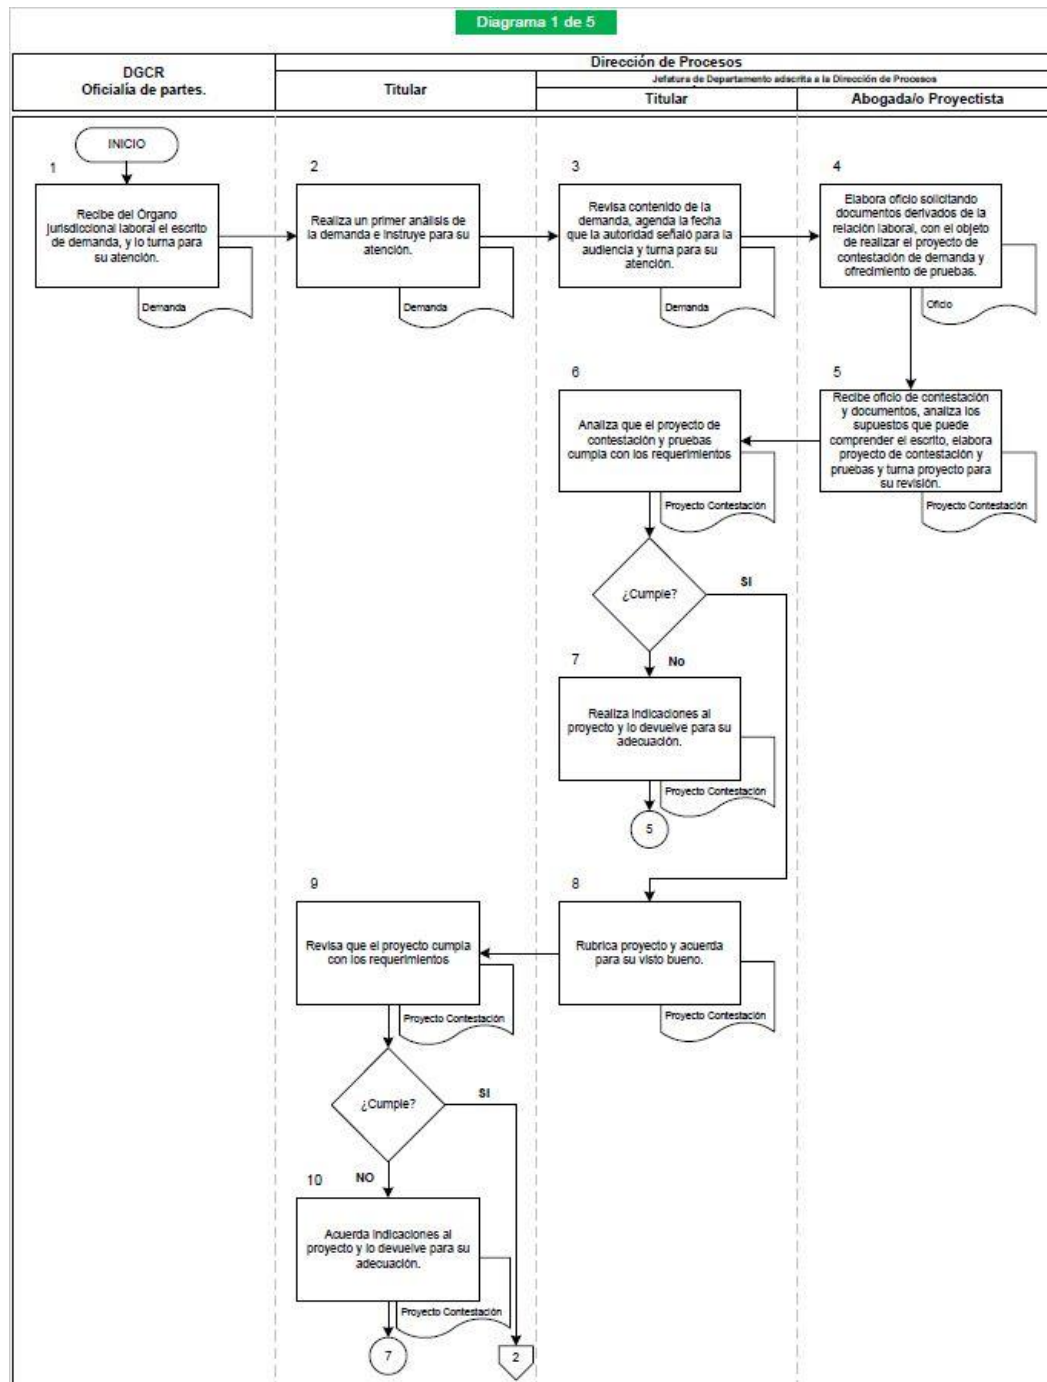 Diagrama 1 de 5
DGCR
Oficialía de partes.
Dirección de Procesos
Titular
Jefatura de Departamento adscrita a la Dirección de Procesos
Titular
Abogada/o Proyectista
INICIO
1
Recibe del Órgano
jurisdiccional laboral el escrito
de demanda, y lo turna para
su atención.
Demanda
2
Realiza un primer análisis de
la demanda e instruye para su
atención.
Demanda
3
Revisa contenido de la
demanda, agenda la fecha
que la autoridad señaló para la
audiencia y turna para su
atención.
Demanda
4
Elabora oficio solicitando
documentos derivados de la
relación laboral, con el objeto
de realizar el proyecto de
contestación de demanda y
ofrecimiento de pruebas.
Oficio
5
Recibe oficio de contestación
y documentos, analiza los
supuestos que puede
comprender el escrito, elabora
proyecto de contestación y
pruebas y turna proyecto para
su revisión.
Proyecto Contestación
6
Analiza que el proyecto de
contestación y pruebas
cumpla con los requerimientos
Proyecto Contestación
¿Cumple?
SI
No
7
Realiza indicaciones al
proyecto y lo devuelve para su
adecuación.
Proyecto Contestación
5
8
Rubrica proyecto y acuerda
para su visto bueno.
Proyecto Contestación
9
Revisa que el proyecto cumpla
con los requerimientos
Proyecto Contestación
¿Cumple?
SI
NO
10
Acuerda indicaciones al
proyecto y lo devuelve para su
adecuación.
Proyecto Contestación
7
2